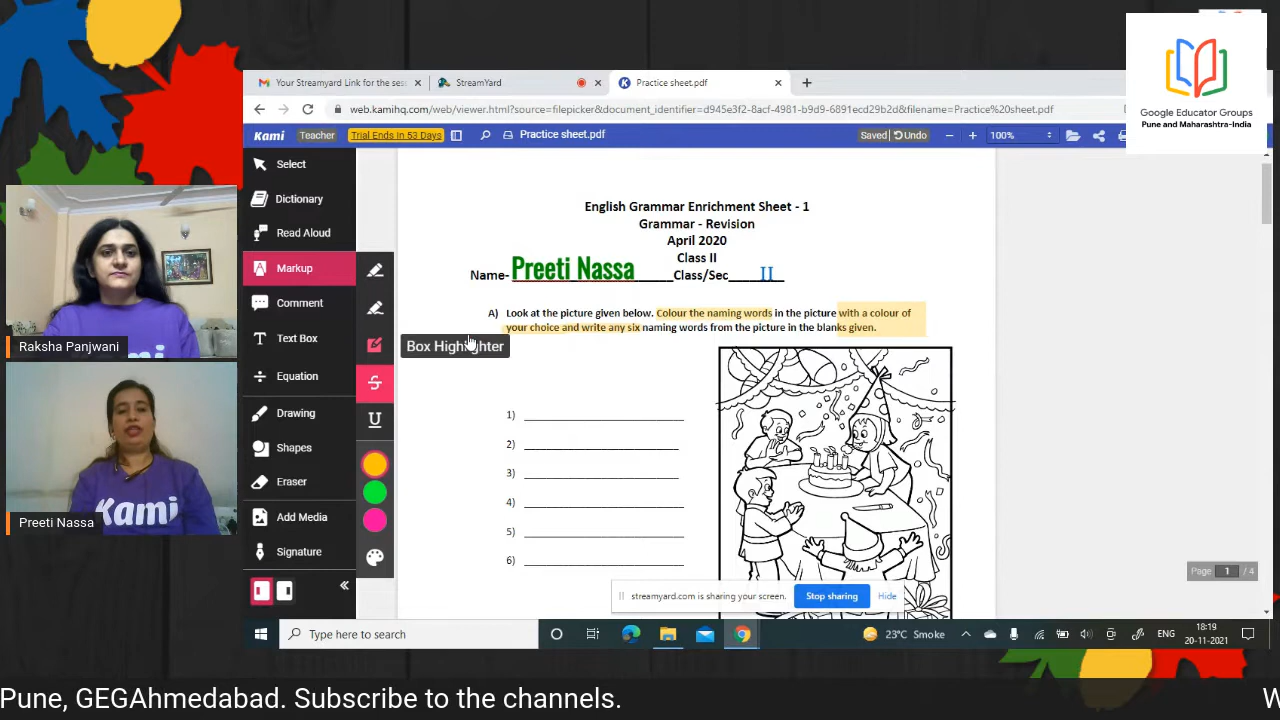 Your Streamyard Link for the ses
StreamYard
Practice sheet.pdf
web.kamihq.com/web/viewer.html?source=filepicker&document_identifier=d945e3f2-8acf-4981-b9d9-6891ecd29b2d&filename=Practice%20sheet.pdf
Google Educator Groups
Pune and Maharashtra-India
Kami
Teacher
Trial Ends in 53 Days
Practice sheet.pdf
Saved
Undo
100%
Select
Dictionary
Read Aloud
Markup
Comment
Text Box
Equation
Drawing
Shapes
Eraser
Add Media
Signature
Box Highlighter
English Grammar Enrichment Sheet - 1
Grammar - Revision
April 2020
Class II
Name- Preeti Nassa Class/Sec II
A) Look at the picture given below. Colour the naming words in the picture with a colour of
your choice and write any six naming words from the picture in the blanks given.
1)
2)
3)
4)
5)
6)
Page 1 / 4
streamyard.com is sharing your screen.
Stop sharing
Hide
Raksha Panjwani
Kami
Preeti Nassa
Type here to search
23°C Smoke
ENG
18:19
20-11-2021
Pune, GEGAhmedabad. Subscribe to the channels.
W